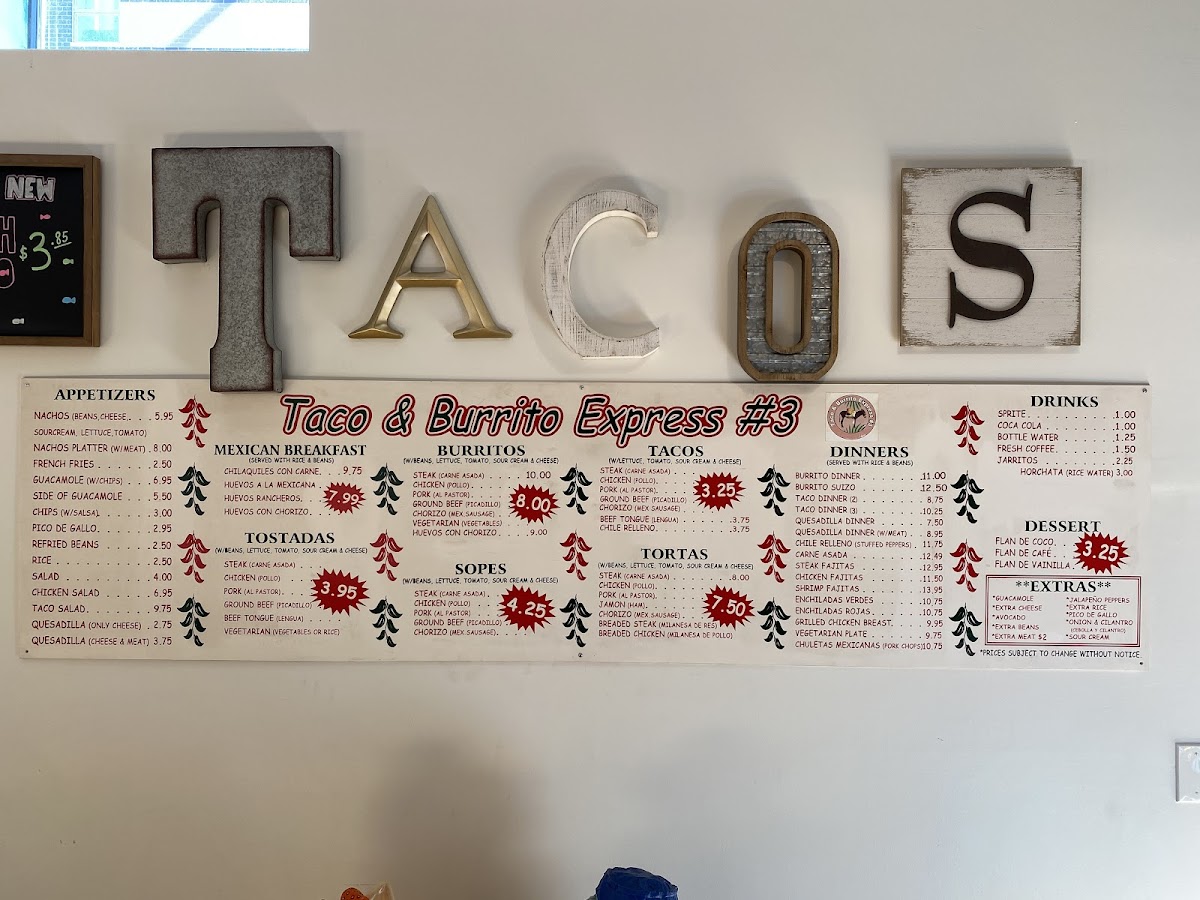 NEW
H
$3.85
O
TACOS
Taco & Burrito Express #3
APPETIZERS
NACHOS (BEANS, CHEESE . . . 5.95
SOURCREAM, LETTUCE, TOMATO)
NACHOS PLATTER (W/MEAT) . 8.00
FRENCH FRIES . . . . . . 2.50
GUACAMOLE (W/CHIPS) . . . 6.95
SIDE OF GUACAMOLE . . . 5.50
CHIPS (W/SALSA). . . . . . 3.00
PICO DE GALLO. . . . . . 2.95
REFRIED BEANS . . . . . 2.50
RICE . . . . . . . . . . 2.50
SALAD . . . . . . . . . 4.00
CHICKEN SALAD . . . . . 6.95
TACO SALAD. . . . . . . 9.75
QUESADILLA (ONLY CHEESE) . 2.75
QUESADILLA (CHEESE & MEAT) 3.75
MEXICAN BREAKFAST
(SERVED WITH RICE & BEANS)
CHILAQUILES CON CARNE. . . 9.75
HUEVOS A LA MEXICANA
HUEVOS RANCHEROS. . .
HUEVOS CON CHORIZO. . .
7.99
TOSTADAS
(W/BEANS, LETTUCE, TOMATO, SOUR CREAM & CHEESE)
STEAK (CARNE ASADA) . . . .
CHICKEN (POLLO). . . .
PORK (AL PASTOR). . . .
GROUND BEEF (PICADILLO)
BEEF TONGUE (LENGUA) . . . .
VEGETARIAN (VEGETABLES OR RICE)
3.95
BURRITOS
(W/BEANS, LETTUCE, TOMATO, SOUR CREAM & CHEESE)
STEAK (CARNE ASADA) . . . . . 10.00
CHICKEN (POLLO). . . .
PORK (AL PASTOR) . . . .
GROUND BEEF (PICADILLO)
CHORIZO (MEX.SAUSAGE) . .
VEGETARIAN (VEGETABLES) . .
HUEVOS CON CHORIZO. . . . 9.00
8.00
SOPES
(W/BEANS, LETTUCE, TOMATO, SOUR CREAM & CHEESE)
STEAK (CARNE ASADA) . . . .
CHICKEN (POLLO) . . . .
PORK (AL PASTOR) . . . .
GROUND BEEF (PICADILLO)
CHORIZO (MEX.SAUSAGE). . .
4.25
TACOS
(W/LETTUCE, TOMATO, SOUR CREAM & CHEESE)
STEAK (CARNE ASADA) . . . .
CHICKEN (POLLO). . . .
PORK (AL PASTOR) . . . .
GROUND BEEF (PICADILLO)
CHORIZO (MEX.SAUSAGE) .
BEEF TONGUE (LENGUA) . . . . .3.75
CHILE RELLENO. . . . . . .3.75
3.25
TORTAS
(W/BEANS, LETTUCE, TOMATO, SOUR CREAM & CHEESE)
STEAK (CARNE ASADA) . . . . . .8.00
CHICKEN (POLLO). . . .
PORK (AL PASTOR). . . .
JAMON (HAM). . . .
CHORIZO (MEX.SAUSAGE) . . .
BREADED STEAK (MILANESA DE RES)
BREADED CHICKEN (MILANESA DE POLLO)
7.50
DINNERS
(SERVED WITH RICE & BEANS)
BURRITO DINNER . . . . . . .11.00
BURRITO SUIZO . . . . . . .12.50
TACO DINNER (2) . . . . . . . 8.75
TACO DINNER (3) . . . . . . .10.25
QUESADILLA DINNER . . . . . 7.50
QUESADILLA DINNER (W/MEAT) . . 8.95
CHILE RELLENO (STUFFED PEPPERS) . 11.75
CARNE ASADA . . . . . . . 12.49
STEAK FAJITAS . . . . . . . 12.95
CHICKEN FAJITAS . . . . . . 11.50
SHRIMP FAJITAS . . . . . . 13.95
ENCHILADAS VERDES . . . . . 10.75
ENCHILADAS ROJAS. . . . . . 10.75
GRILLED CHICKEN BREAST. . . . 9.95
VEGETARIAN PLATE . . . . . . 9.75
CHULETAS MEXICANAS (PORK CHOPS)10.75
DRINKS
SPRITE. . . . . . . . . . .1.00
COCA COLA . . . . . . . . .1.00
BOTTLE WATER . . . . . . . 1.25
FRESH COFFEE. . . . . . . .1.50
JARRITOS . . . . . . . . . 2.25
HORCHATA (RICE WATER) 3.00
DESSERT
FLAN DE COCO. . .
FLAN DE CAFÉ. . .
FLAN DE VAINILLA.
3.25
**EXTRAS**
*GUACAMOLE
*EXTRA CHEESE
*AVOCADO
*EXTRA BEANS
*EXTRA MEAT $2
*JALAPEÑO PEPPERS
*EXTRA RICE
*PICO DE GALLO
*ONION & CILANTRO
(CEBOLLA Y CILANTRO)
*SOUR CREAM
*PRICES SUBJECT TO CHANGE WITHOUT NOTICE.